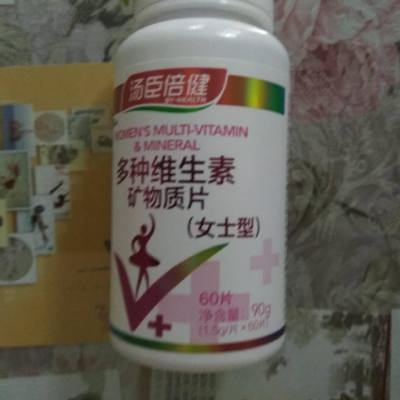 汤臣倍健
BY-HEALTH
WOMEN'S MULTI-VITAMIN
& MINERAL
多种维生素
矿物质片
(女士型)
60片
净含量: 90g
(1.5g/片×60片)